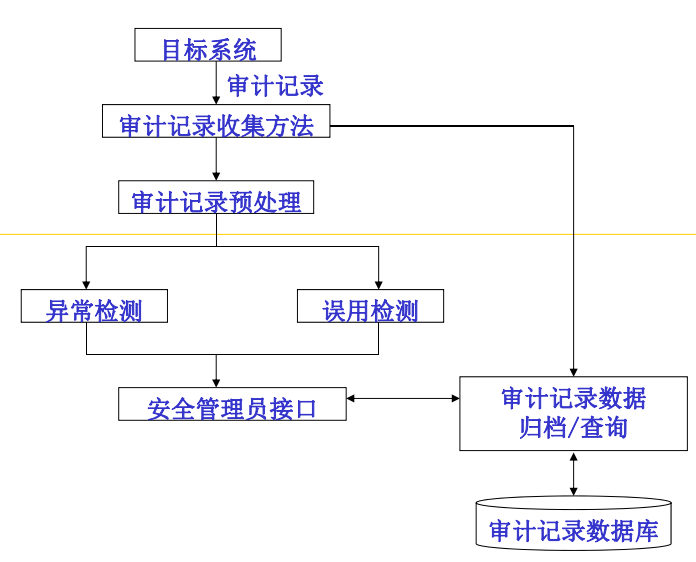 目标系统
审计记录
审计记录收集方法
审计记录预处理
异常检测
误用检测
安全管理员接口
审计记录数据
归档/查询
审计记录数据库